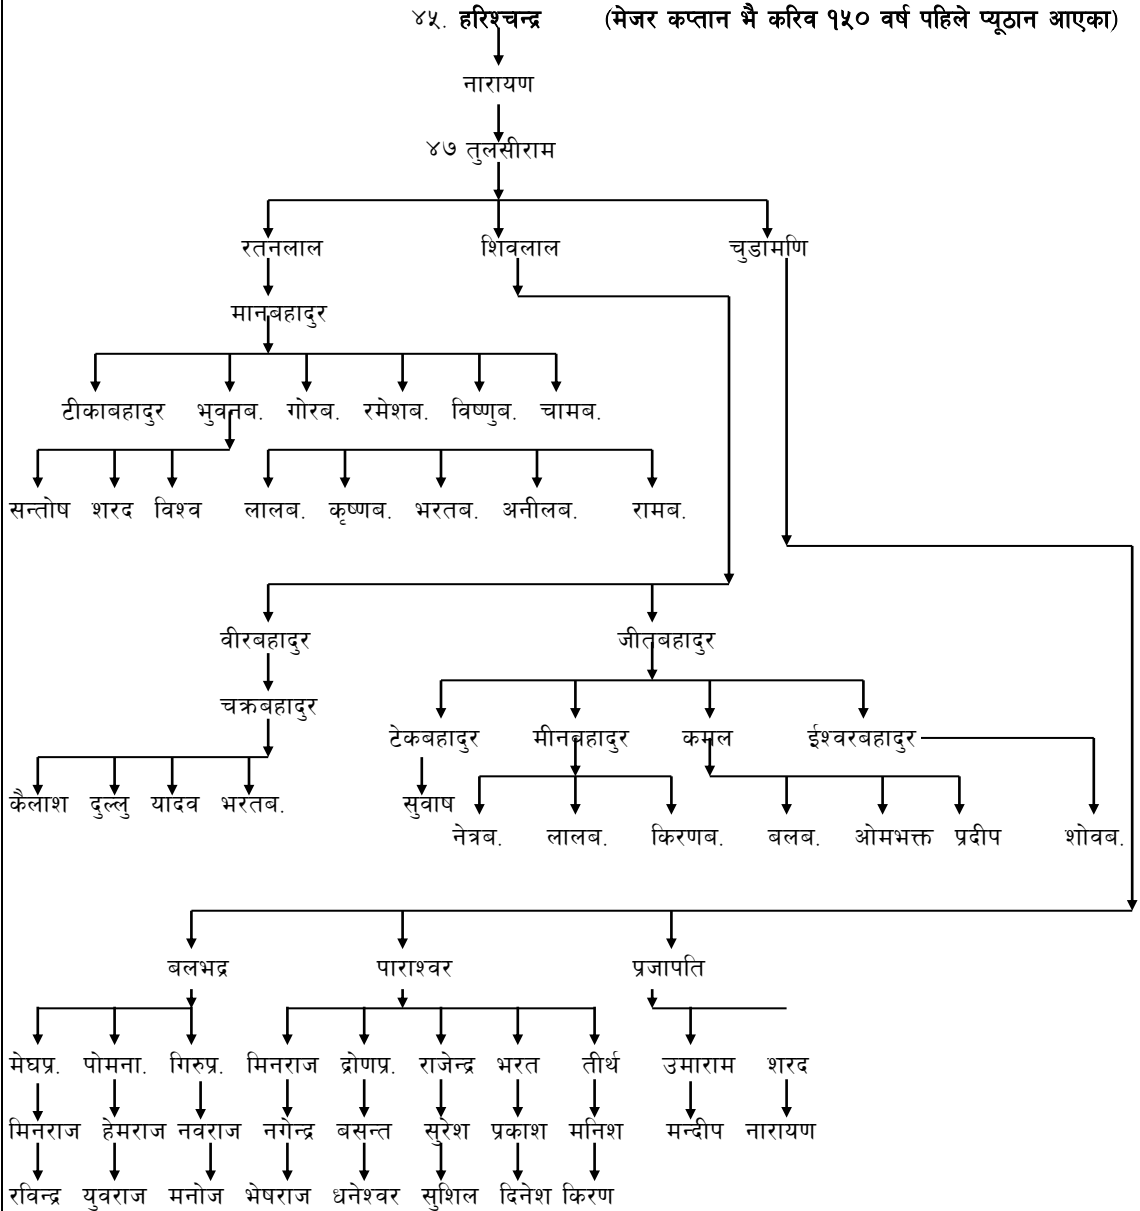 ४५. हरिश्चन्द्र (मेजर कप्तान भै करिव १५० वर्ष पहिले प्यूठान आएका)
नारायण
४७ तुलसीराम
रतनलाल शिवलाल चुडामणि
मानबहादुर
टीकाबहादुर भुवनब. गोरब. रमेशब. विष्णुब. चामब.
सन्तोष शरद विश्व लालब. कृष्णब. भरतब. अनीलब. रामब.
वीरबहादुर जीतबहादुर
चक्रबहादुर
टेकबहादुर मीनबहादुर कमल ईश्वरबहादुर
कैलाश दुल्लु यादव भरतब. सुवाष
नेत्रब. लालब. किरणब. बलब. ओमभक्त प्रदीप शोवब.
बलभद्र पाराश्वर प्रजापति
मेघप्र. पोमना. गिरुप्र. मिनराज द्रोणप्र. राजेन्द्र भरत तीर्थ उमाराम शरद
मिनराज हेमराज नवराज नगेन्द्र बसन्त सुरेश प्रकाश मनिश मन्दीप नारायण
रविन्द्र युवराज मनोज भेषराज धनेश्वर सुशिल दिनेश किरण